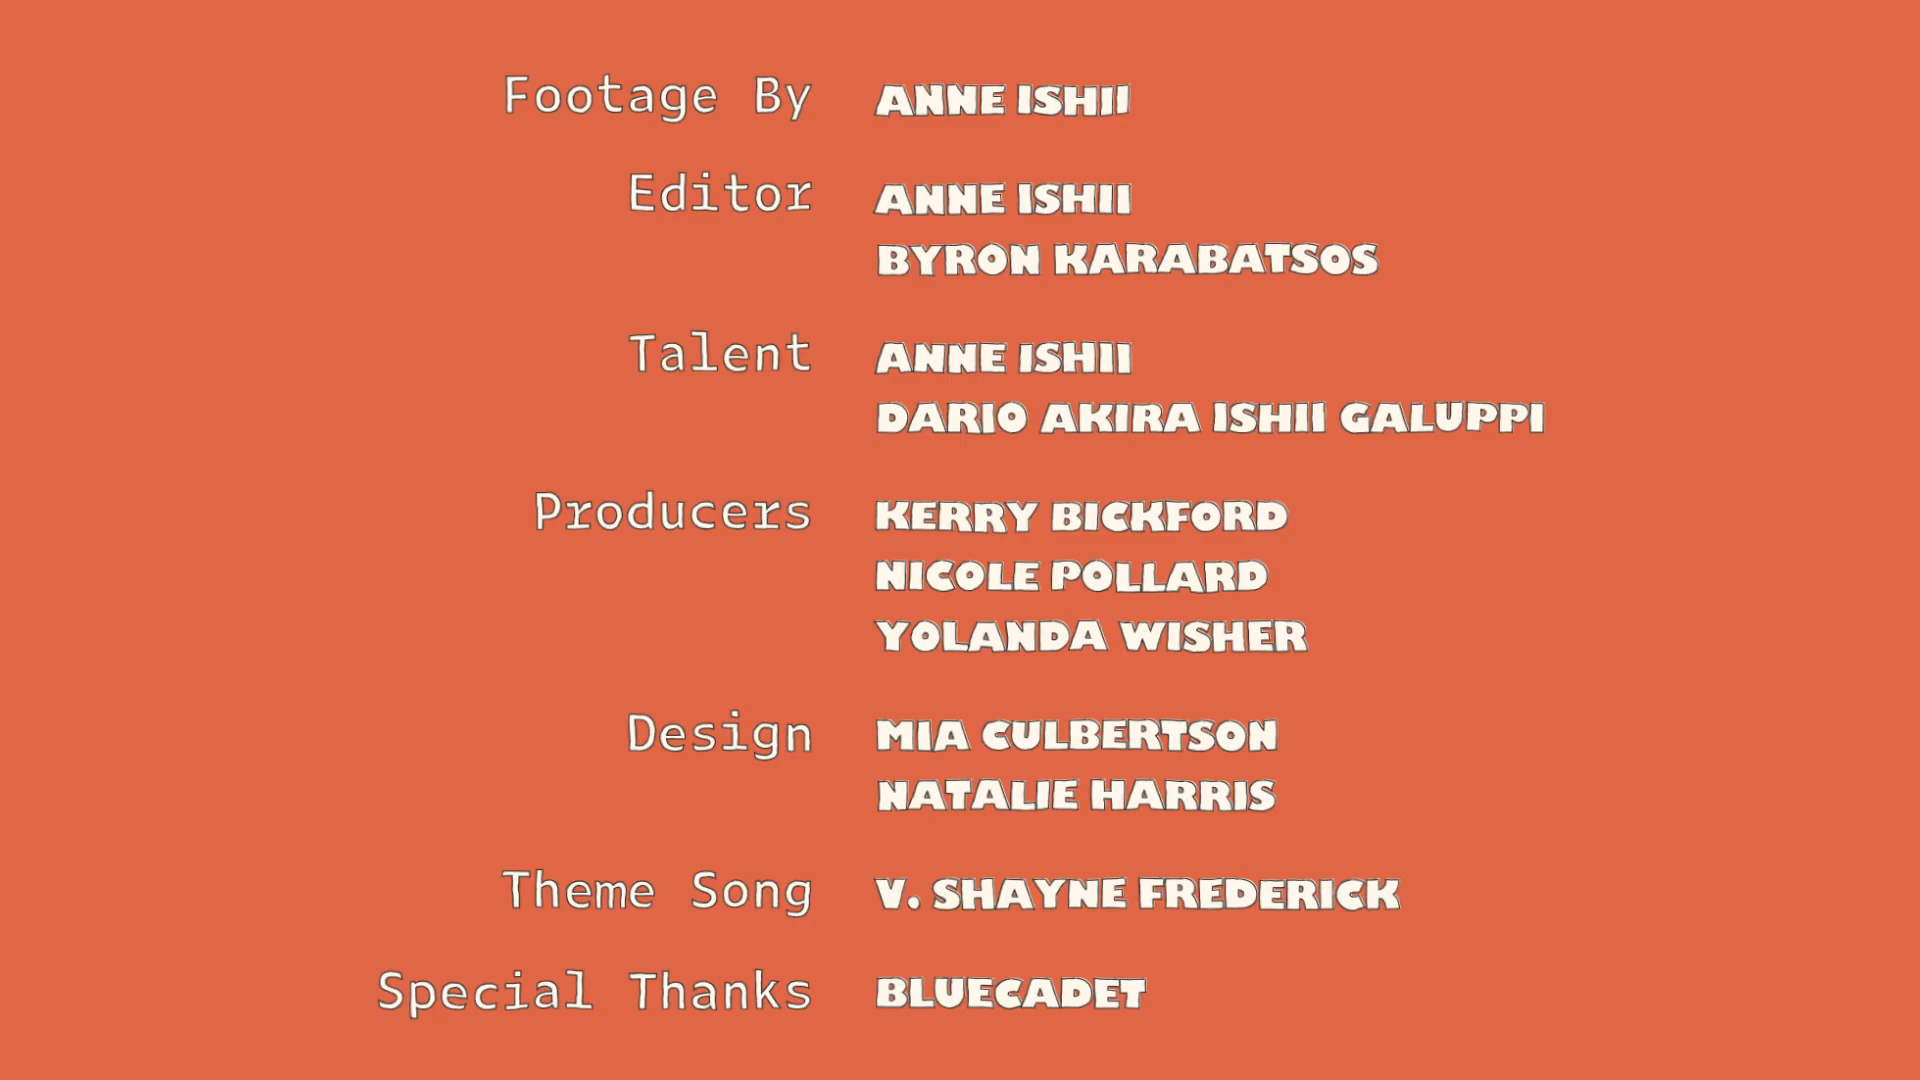 Footage By ANNE ISHII
Editor ANNE ISHII
BYRON KARABATSOS
Talent ANNE ISHII
DARIO AKIRA ISHII GALUPPI
Producers KERRY BICKFORD
NICOLE POLLARD
YOLANDA WISHER
Design MIA CULBERTSON
NATALIE HARRIS
Theme Song V. SHAYNE FREDERICK
Special Thanks BLUECADET